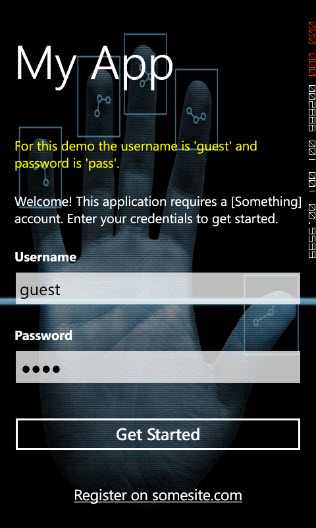 My App
For this demo the username is 'guest' and
password is 'pass'.
Welcome! This application requires a [Something]
account. Enter your credentials to get started.
Username
guest
Password
●●●●
Get Started
Register on somesite.com